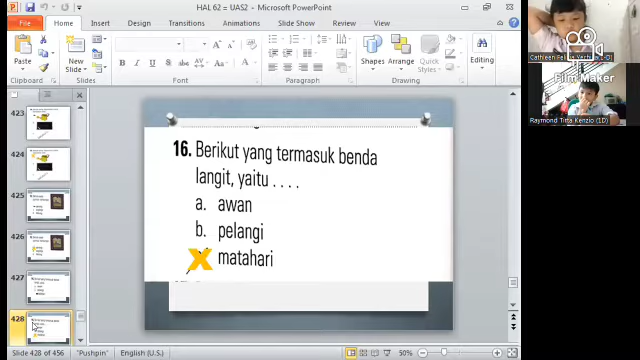 HAL 62 = UAS2 - Microsoft PowerPoint
File
Home
Insert
Design
Transitions
Animations
Slide Show
Review
View
Paste
Clipboard
New
Slide
Slides
B I U S
Font
Paragraph
Shapes
Arrange
Quick
Styles
Drawing
Editing
423
424
425
426
427
428
16. Berikut yang termasuk benda
langit, yaitu . . . .
a. awan
b. pelangi
X matahari
Film Maker
Raymond Tirta Kenzio (1D)
Slide 428 of 456
"Pushpin"
English (U.S.)
50%